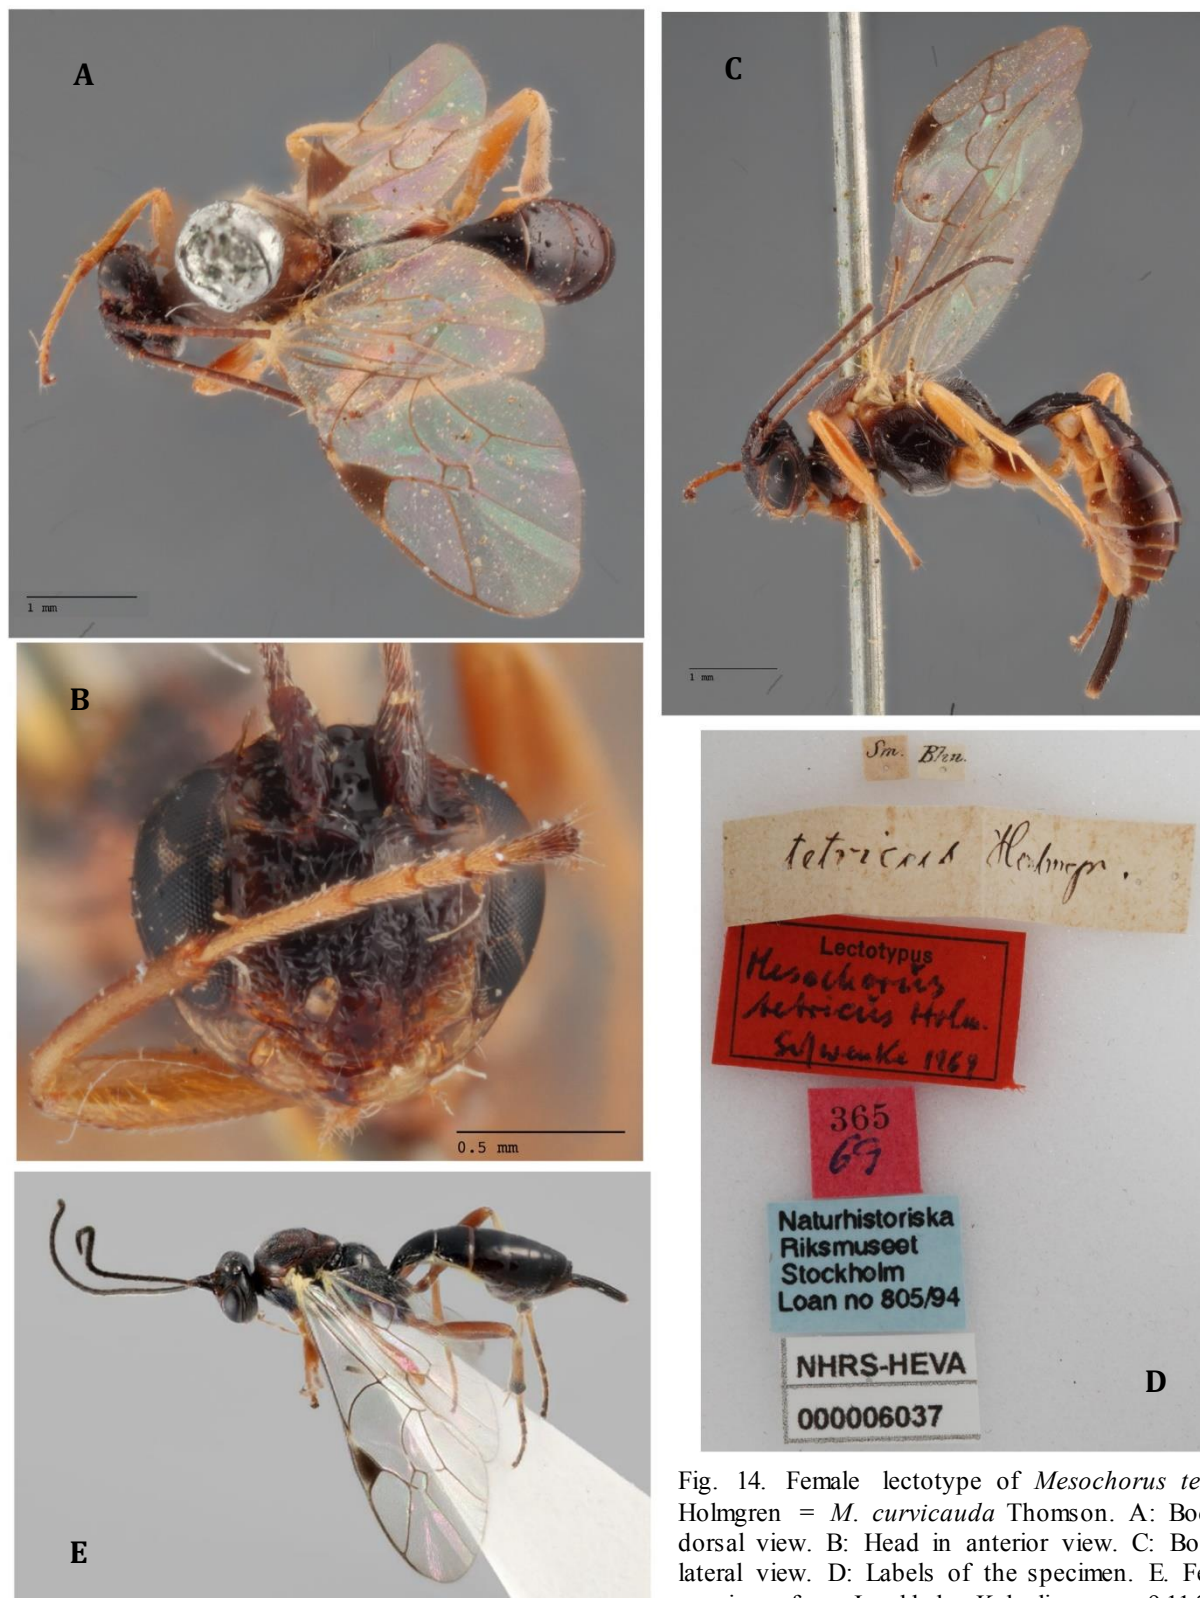 A
1 mm
C
1 mm
B
0.5 mm
Sm. Bhn.
tetricus Holmgr.
Lectotypus
Mesochorus
tetricus Holm.
Schwenke 1969
365
69
Naturhistoriska
Riksmuseet
Stockholm
Loan no 805/94
NHRS-HEVA
000006037
D
E
Fig. 14. Female lectotype of Mesochorus te
Holmgren = M. curvicauda Thomson. A: Bo
dorsal view. B: Head in anterior view. C: Bo
lateral view. D: Labels of the specimen. E. Fe